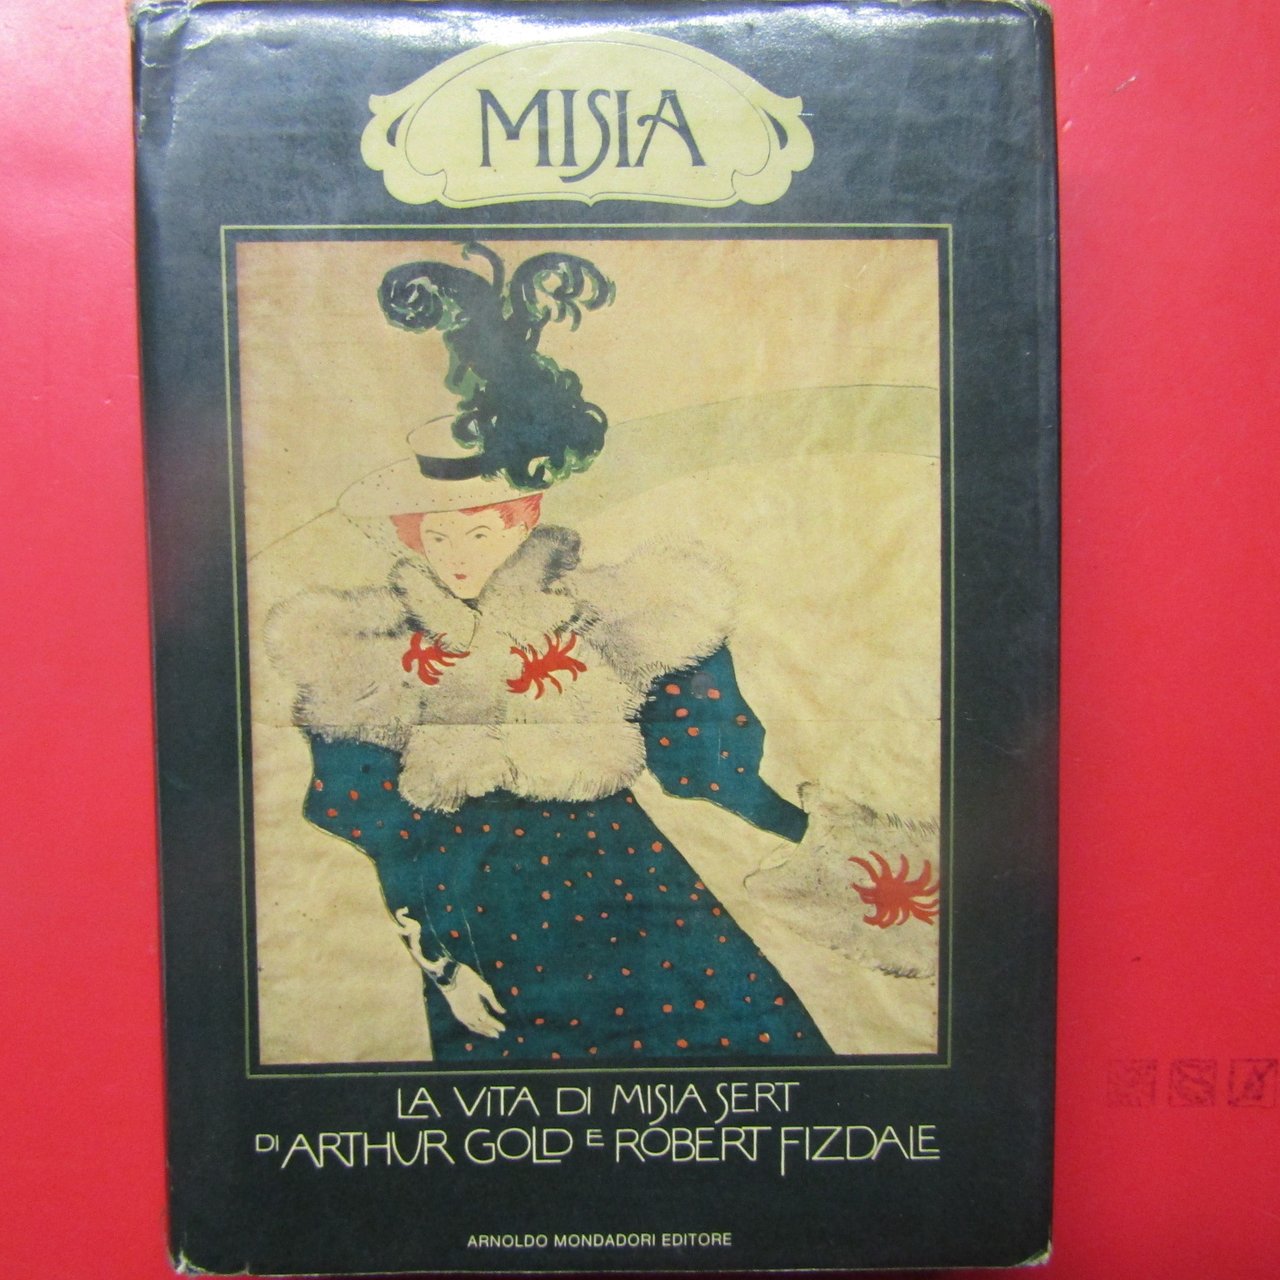 MISIA
LA VITA DI MISIA SERT
DI ARTHUR GOLD E ROBERT FIZDALE
ARNOLDO MONDADORI EDITORE